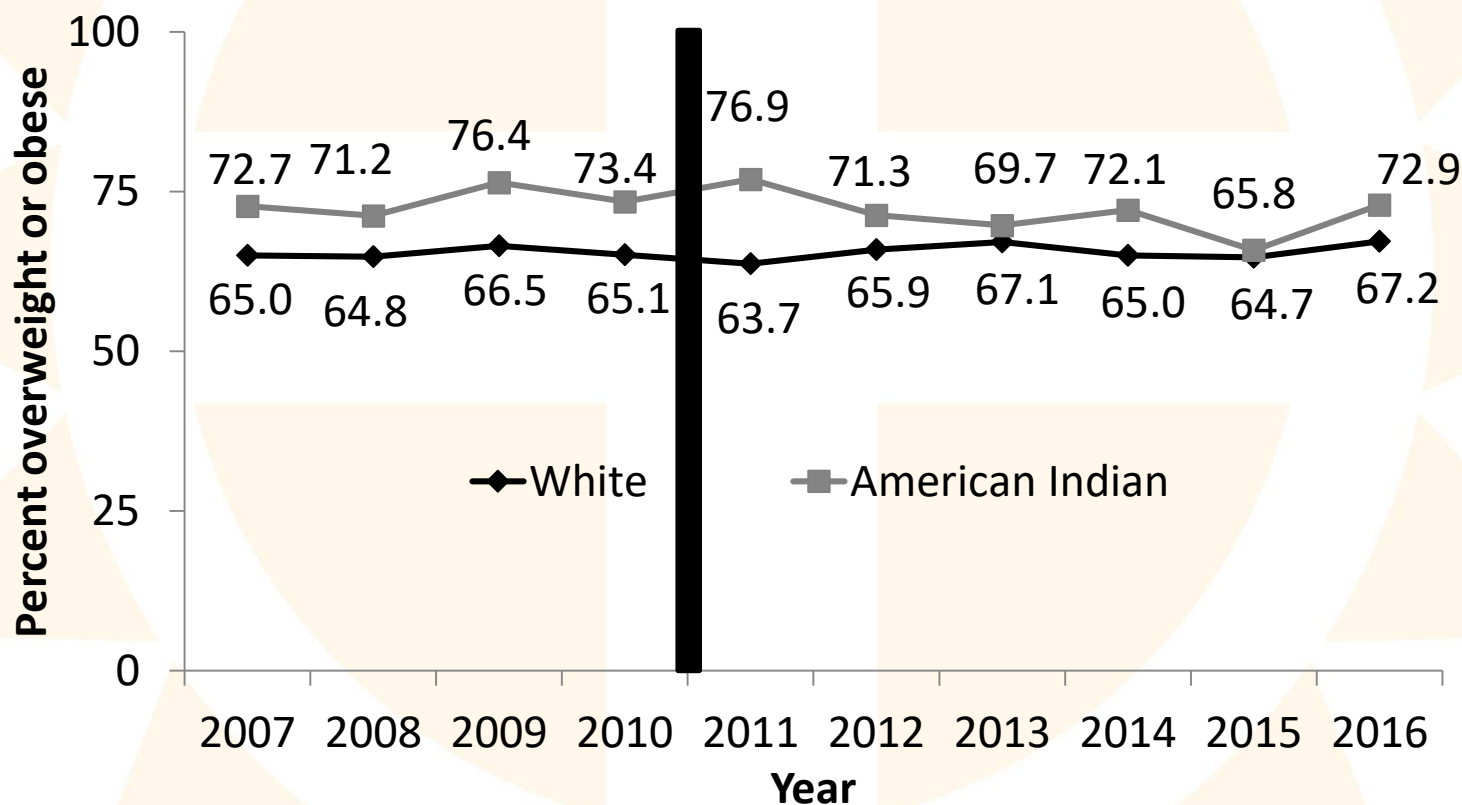 Percent overweight or obese
100
75
50
25
0
72.7 71.2 76.4 73.4 76.9 71.3 69.7 72.1 65.8 72.9
65.0 64.8 66.5 65.1 63.7 65.9 67.1 65.0 64.7 67.2
White American Indian
2007 2008 2009 2010 2011 2012 2013 2014 2015 2016
Year